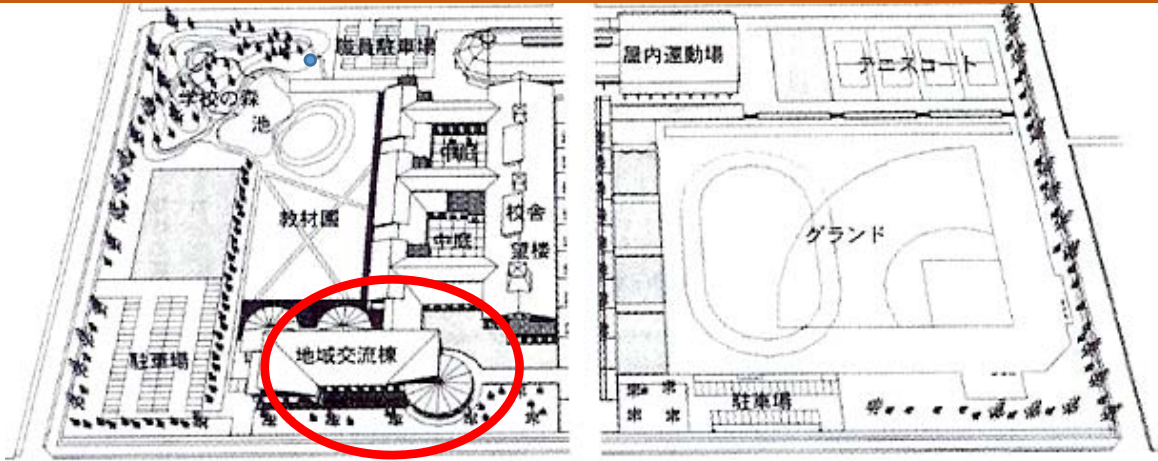 職員駐車場
学校の森
池
中庭
教材園
校舎
中庭
望楼
地域交流棟
駐車場
屋内運動場
テニスコート
グランド
駐車場